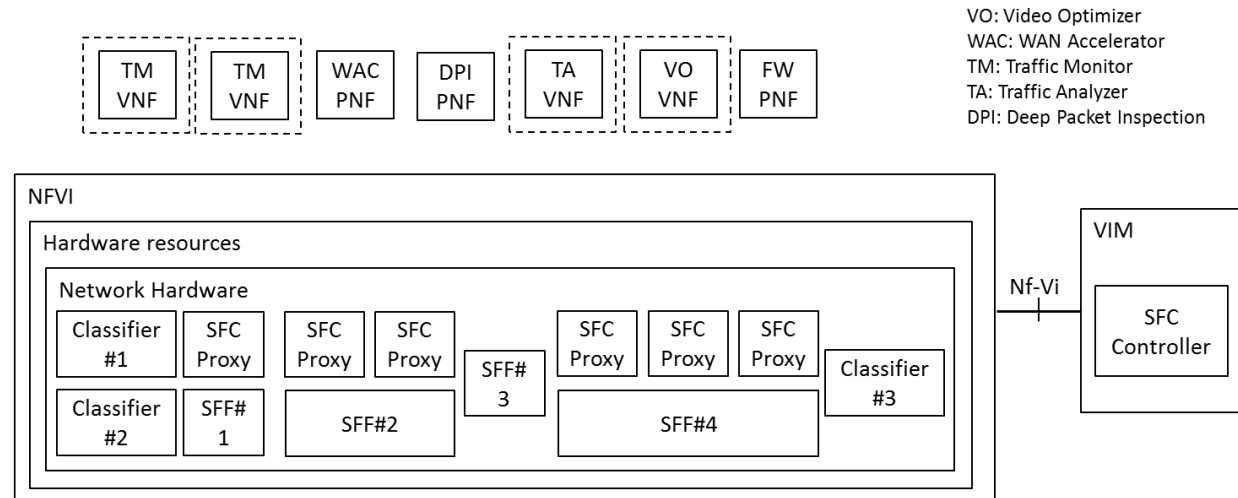 VO: Video Optimizer
WAC: WAN Accelerator
TM: Traffic Monitor
TA: Traffic Analyzer
DPI: Deep Packet Inspection
TM
VNF
TM
VNF
WAC
PNF
DPI
PNF
TA
VNF
VO
VNF
FW
PNF
NFVI
Hardware resources
Network Hardware
Classifier
#1
SFC
Proxy
SFC
Proxy
SFC
Proxy
SFF#
3
SFC
Proxy
SFC
Proxy
SFC
Proxy
Classifier
#3
Classifier
#2
SFF#
1
SFF#2
SFF#4
Nf-Vi
VIM
SFC
Controller